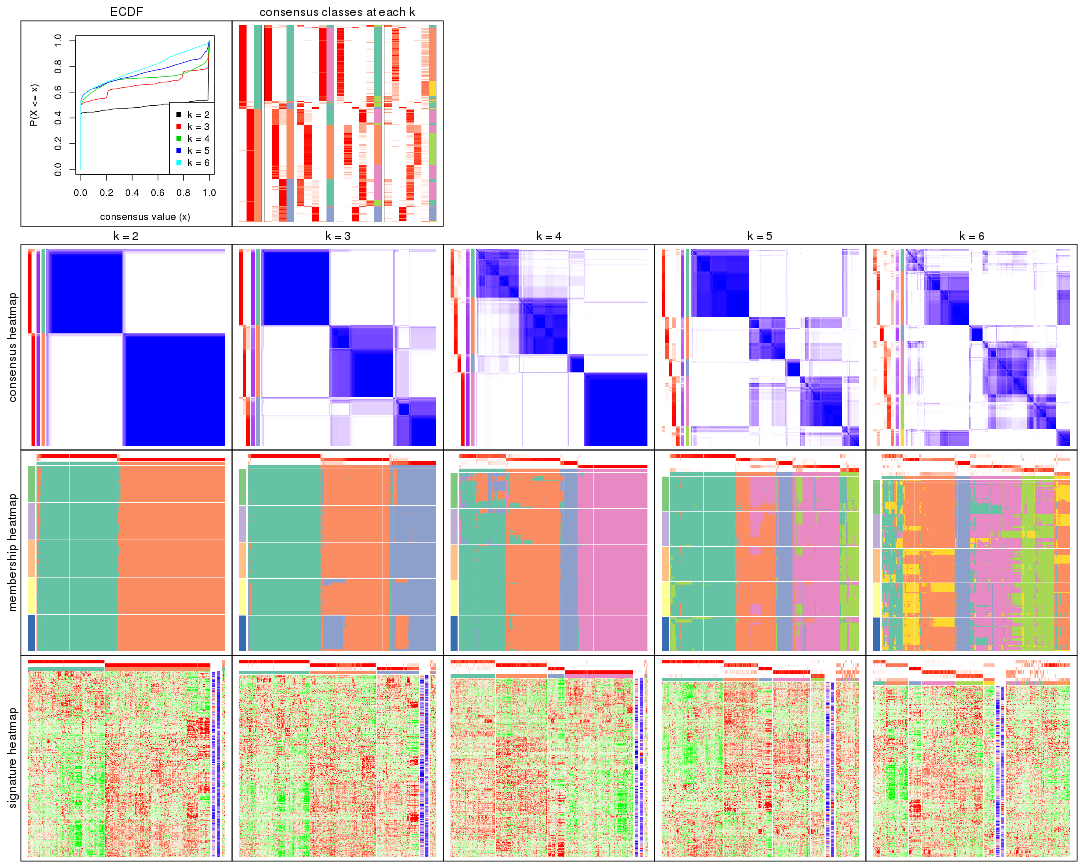 ECDF
consensus classes at each k
P(X <= x)
0.0 0.2 0.4 0.6 0.8 1.0
k = 2
k = 3
k = 4
k = 5
k = 6
0.0 0.2 0.4 0.6 0.8 1.0
consensus value (x)
k = 2 k = 3 k = 4 k = 5 k = 6
consensus heatmap
membership heatmap
signature heatmap